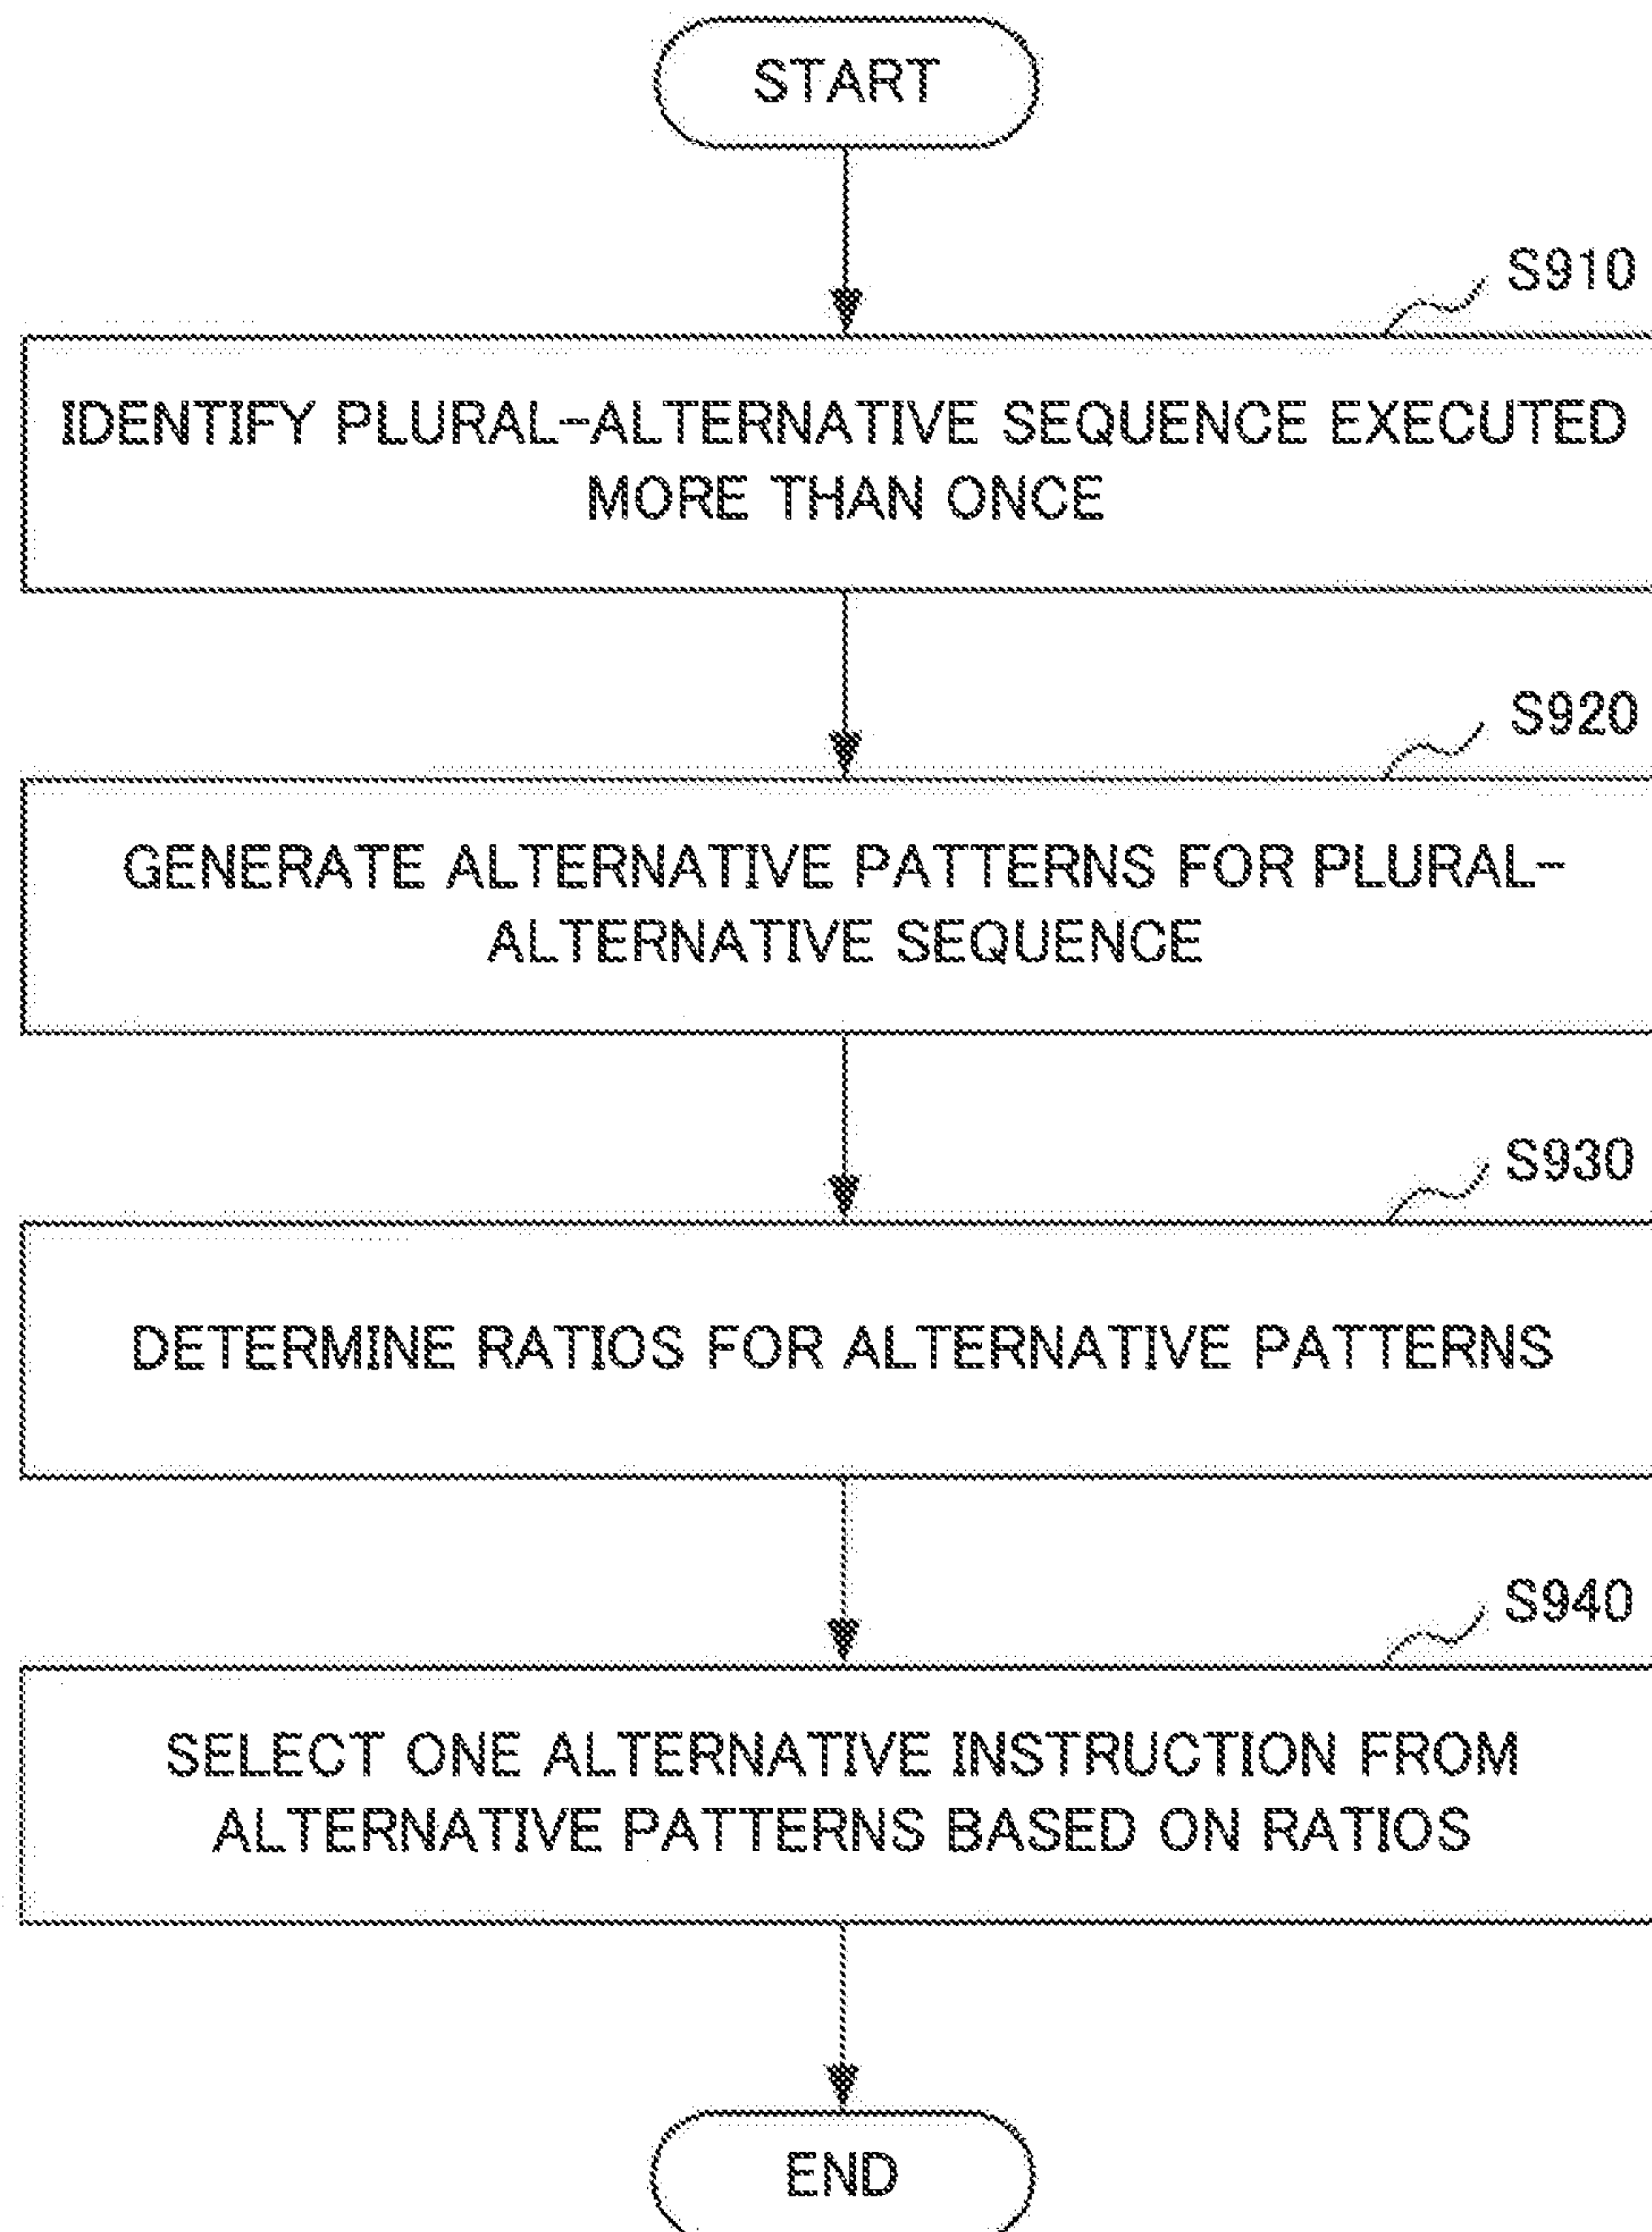 START
S910
IDENTIFY PLURAL-ALTERNATIVE SEQUENCE EXECUTED
MORE THAN ONCE
S920
GENERATE ALTERNATIVE PATTERNS FOR PLURAL-
ALTERNATIVE SEQUENCE
S930
DETERMINE RATIOS FOR ALTERNATIVE PATTERNS
S940
SELECT ONE ALTERNATIVE INSTRUCTION FROM
ALTERNATIVE PATTERNS BASED ON RATIOS
END